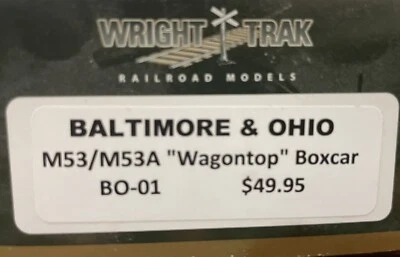 WRIGHT TRAK
RAILROAD MODELS
BALTIMORE & OHIO
M53/M53A "Wagontop" Boxcar
BO-01 $49.95